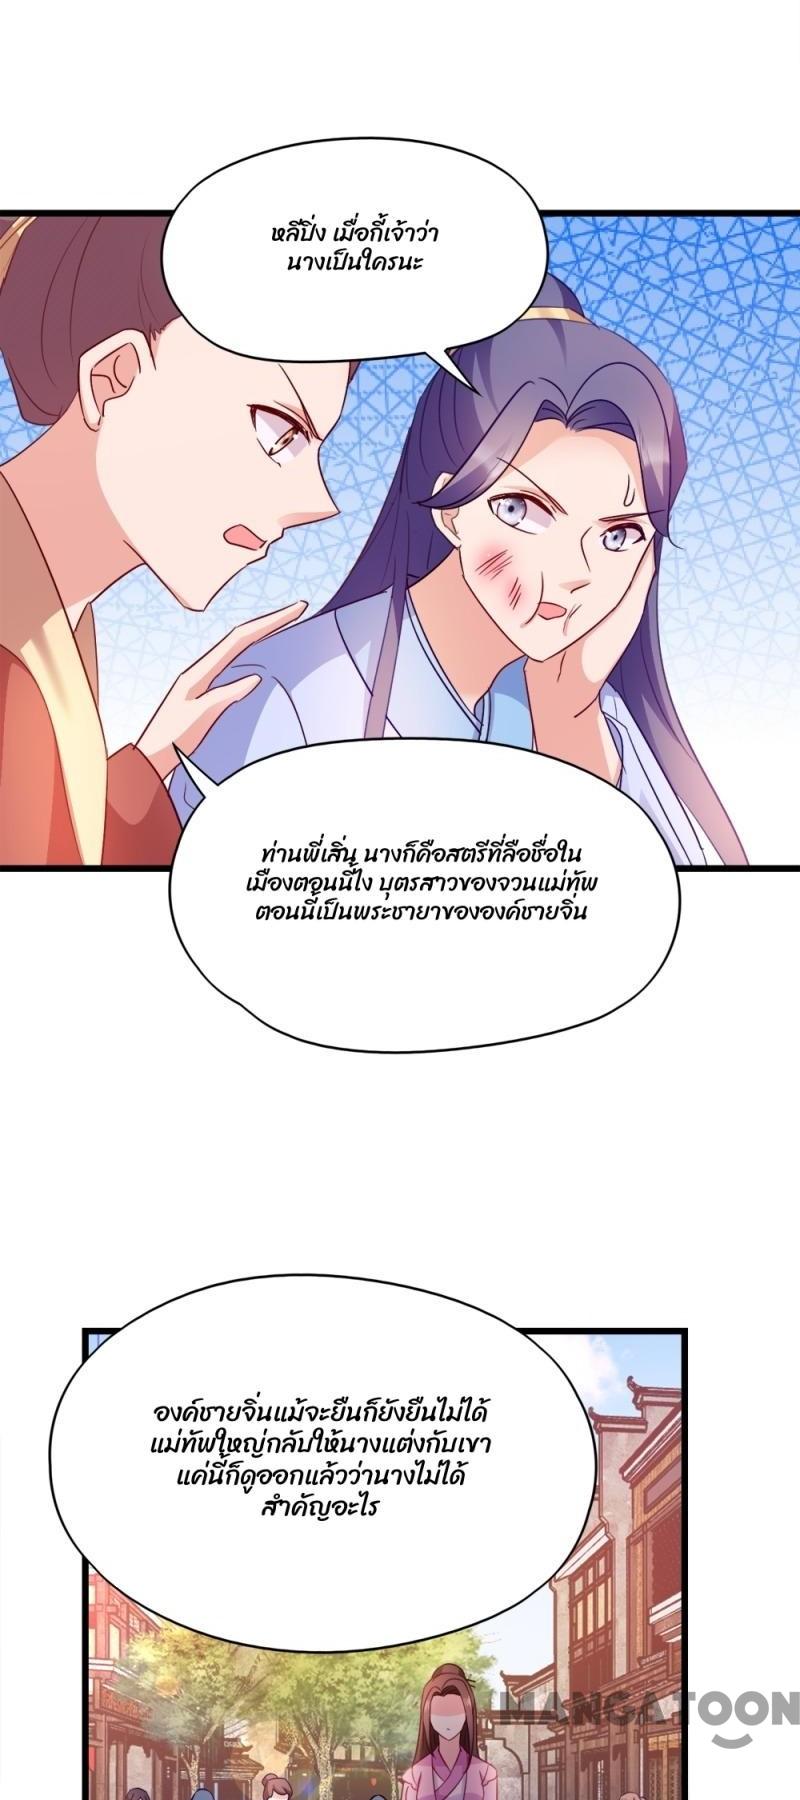 หลีปิ่ง เมื่อกี้เจ้าว่า
นางเป็นใครนะ
ท่านพี่เสิ่น นางก็คือสตรีที่ลือชื่อใน
เมืองตอนนี้ไง บุตรสาวของจวนแม่ทัพ
ตอนนี้เป็นพระชายาขององค์ชายจิ่น
องค์ชายจิ่นแม้จะยืนก็ยังยืนไม่ได้
แม่ทัพใหญ่กลับให้นางแต่งกับเขา
แค่นี้ก็ดูออกแล้วว่านางไม่ได้
สำคัญอะไร
MANGATOON